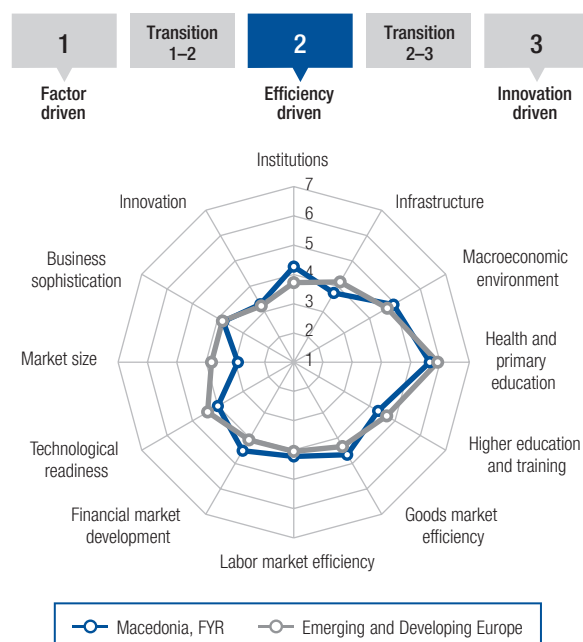 1
Transition
1–2
2
Transition
2–3
3
Factor
driven
Efficiency
driven
Innovation
driven
Institutions
7
6
5
4
3
2
1
Infrastructure
Macroeconomic
environment
Health and
primary
education
Higher education
and training
Goods market
efficiency
Labor market efficiency
Financial market
development
Technological
readiness
Market size
Business
sophistication
Innovation
Macedonia, FYR
Emerging and Developing Europe